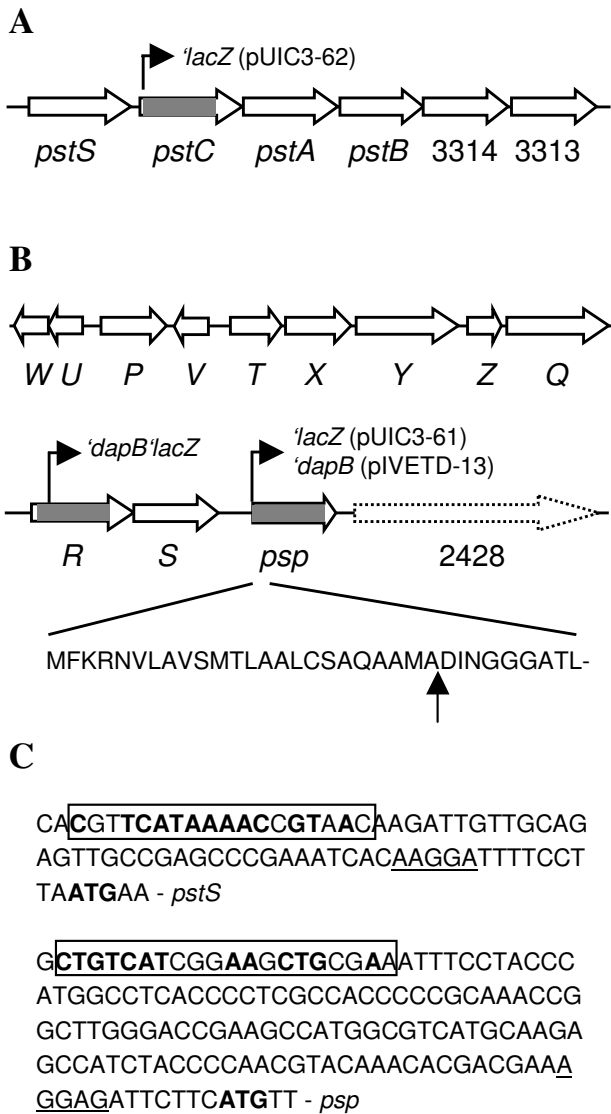 A
'lacZ (pUIC3-62)
pstS pstC pstA pstB 3314 3313
B
W U P V T X Y Z Q
'dapB'lacZ
'lacZ (pUIC3-61)
'dapB (pIVETD-13)
R S psp 2428
MFKRNVLAVSMTLAALCSAQAAMADINGGGATL-
C
CACGTTCATAAAACCGTAACAAGATTGTTGCAG
AGTTGCCGAGCCCGAAATCACAAGGATTTTCCT
TAATGAA - pstS
GCTGTCATCGGAAGCTGCGAAATTTCCTACCC
ATGGCCTCACCCCTCGCCACCCCCGCAAACCG
GCTTGGGACCGAAGCCATGGCGTCATGCAAGA
GCCATCTACCCCAACGTACAAACACGACGAAA
GGAGATTCTTCATGTT - psp